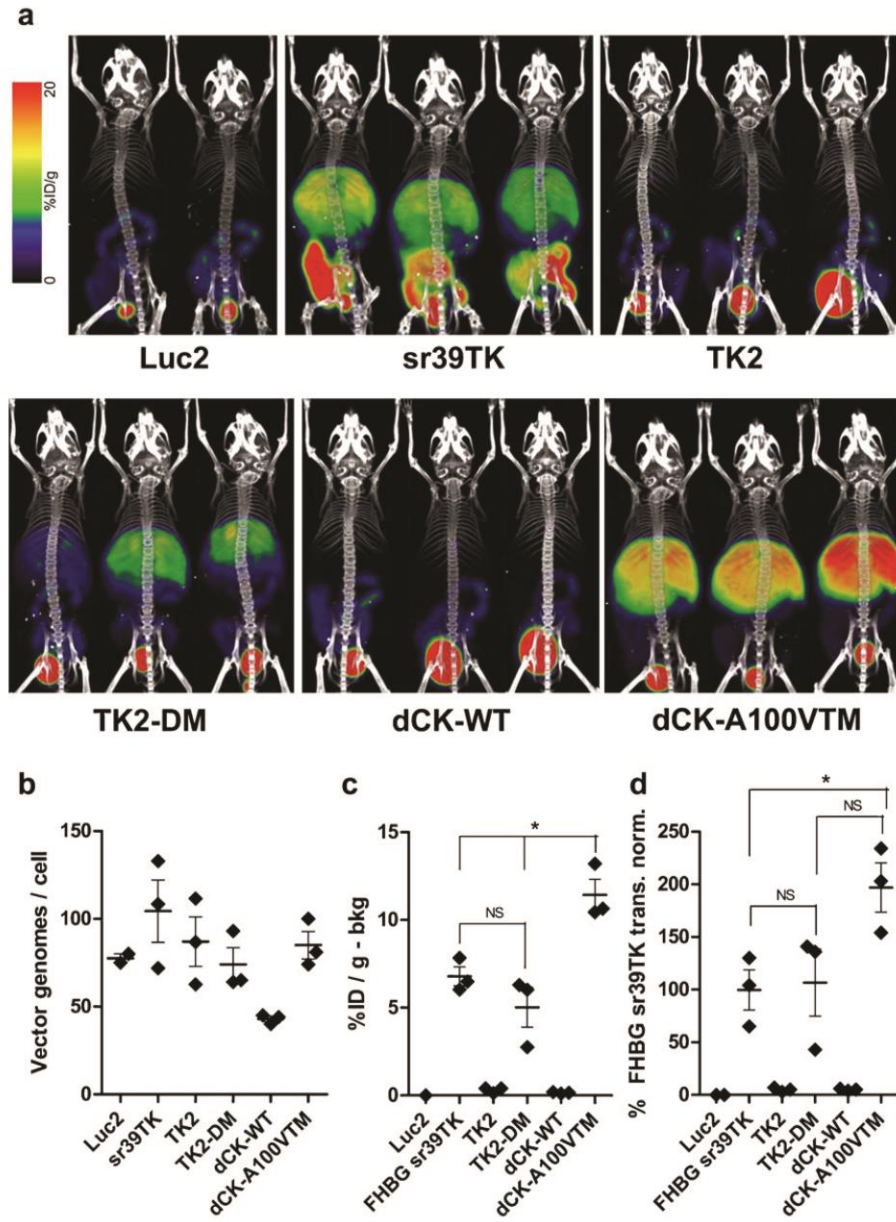 a
20
%ID/g
0
Luc2
sr39TK
TK2
TK2-DM
dCK-WT
dCK-A100VTM
b
Vector genomes / cell
150
100
50
0
Luc2
sr39TK
TK2
TK2-DM
dCK-WT
dCK-A100VTM
c
%ID / g - bkg
15
10
5
0
*
NS
Luc2
FHBG sr39TK
TK2
TK2-DM
dCK-WT
dCK-A100VTM
d
% FHBG sr39TK trans. norm.
250
200
150
100
50
0
*
NS
NS
Luc2
FHBG sr39TK
TK2
TK2-DM
dCK-WT
dCK-A100VTM